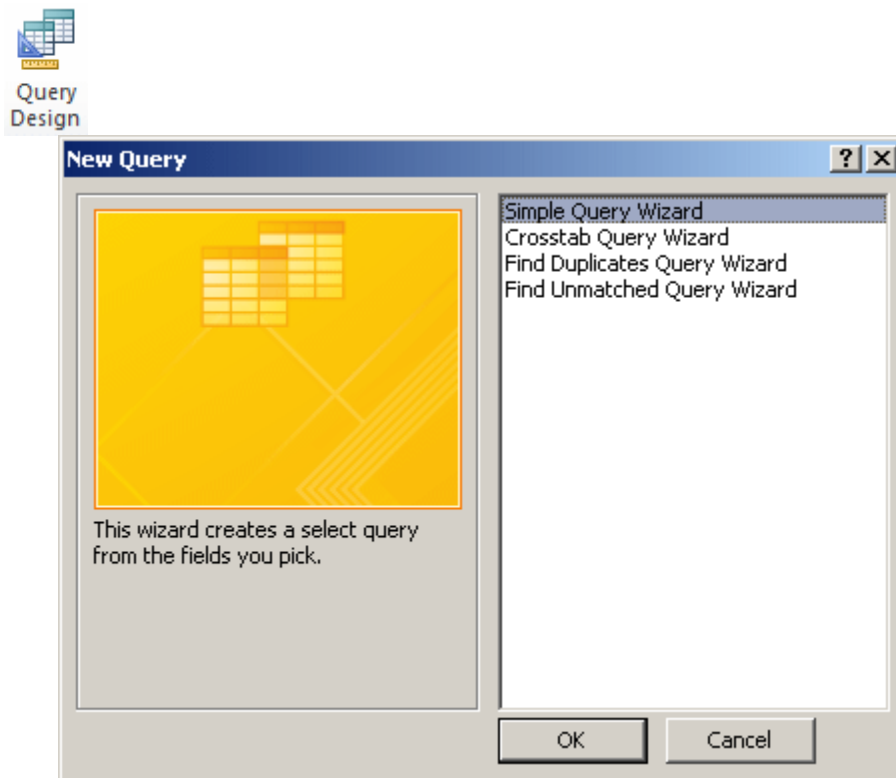 Query
Design
New Query
Simple Query Wizard
Crosstab Query Wizard
Find Duplicates Query Wizard
Find Unmatched Query Wizard
This wizard creates a select query
from the fields you pick.
OK
Cancel